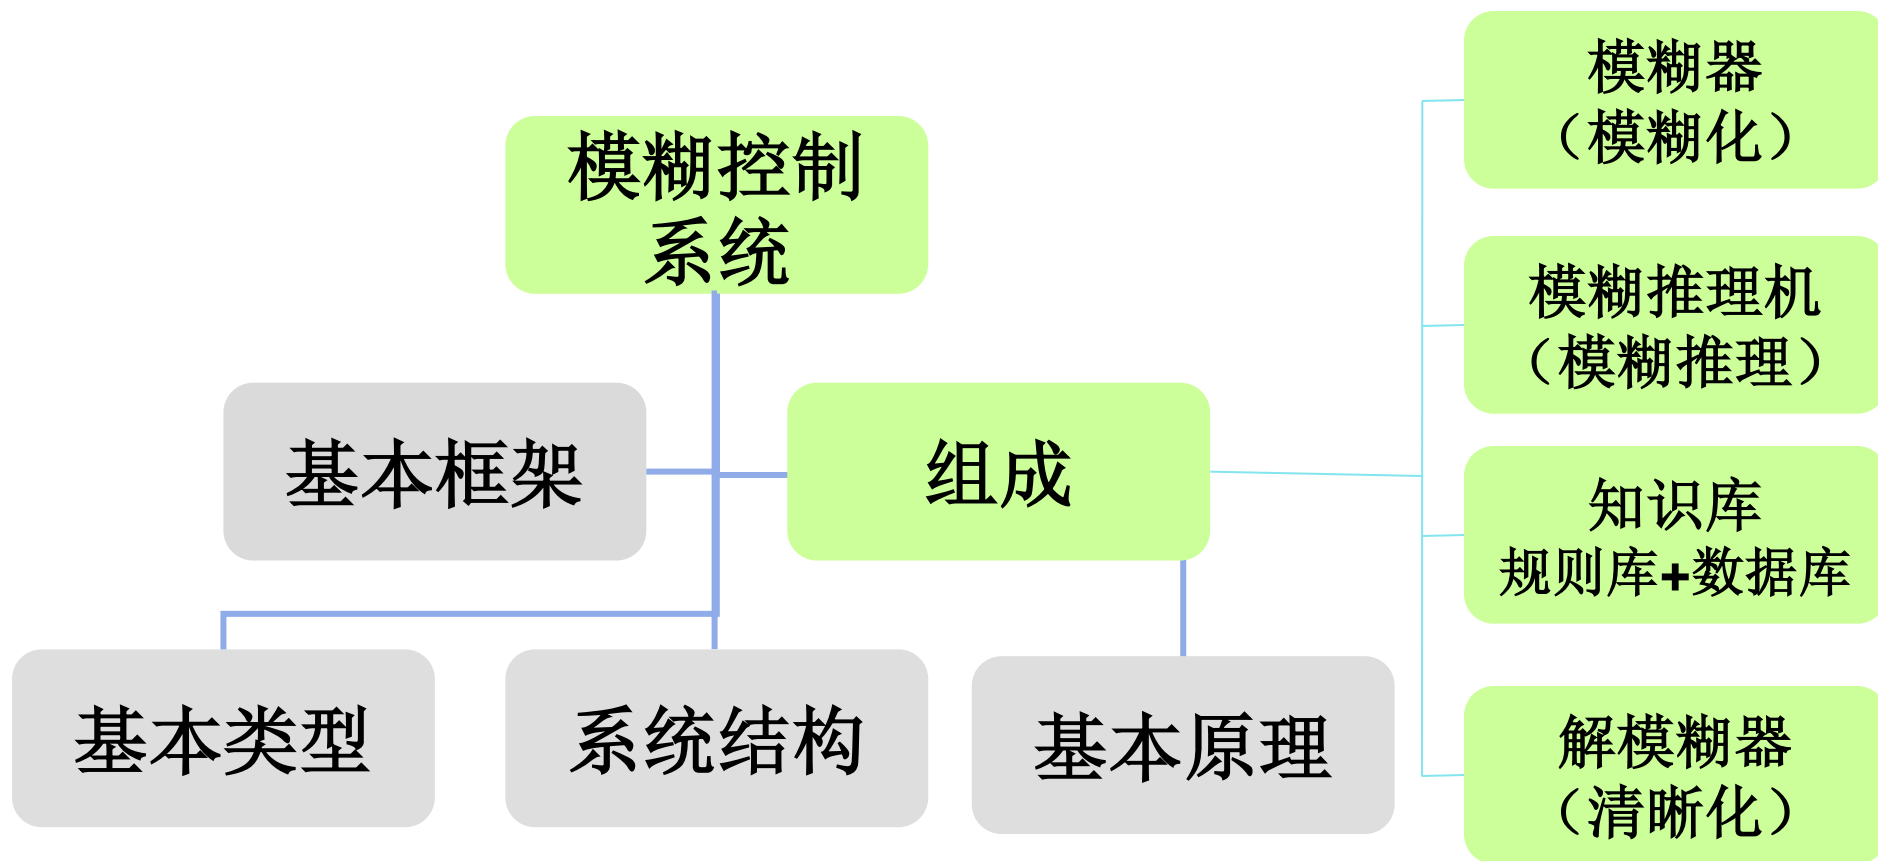 模糊控制
系统
基本框架
组成
基本类型
系统结构
基本原理
模糊器
（模糊化）
模糊推理机
（模糊推理）
知识库
规则库+数据库
解模糊器
（清晰化）